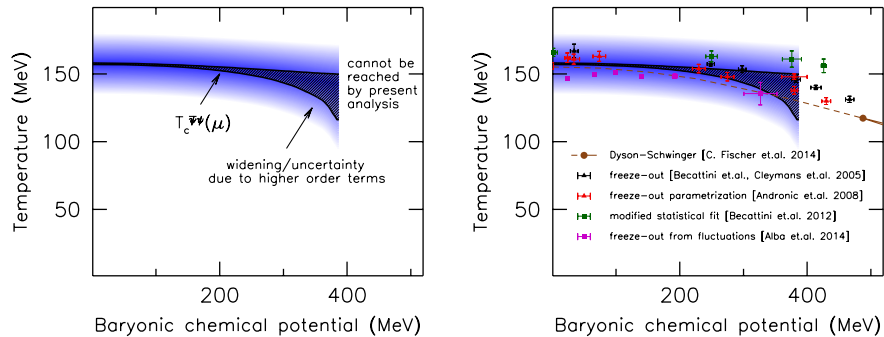 Temperature (MeV)
150
100
50
200
400
Baryonic chemical potential (MeV)
cannot be
reached
by present
analysis
T_c^ψ̄ψ(μ)
widening/uncertainty
due to higher order terms
Temperature (MeV)
150
100
50
200
400
Baryonic chemical potential (MeV)
Dyson-Schwinger [C. Fischer et.al. 2014]
freeze-out [Becattini et.al., Cleymans et.al. 2005]
freeze-out parametrization [Andronic et.al. 2008]
modified statistical fit [Becattini et.al. 2012]
freeze-out from fluctuations [Alba et.al. 2014]